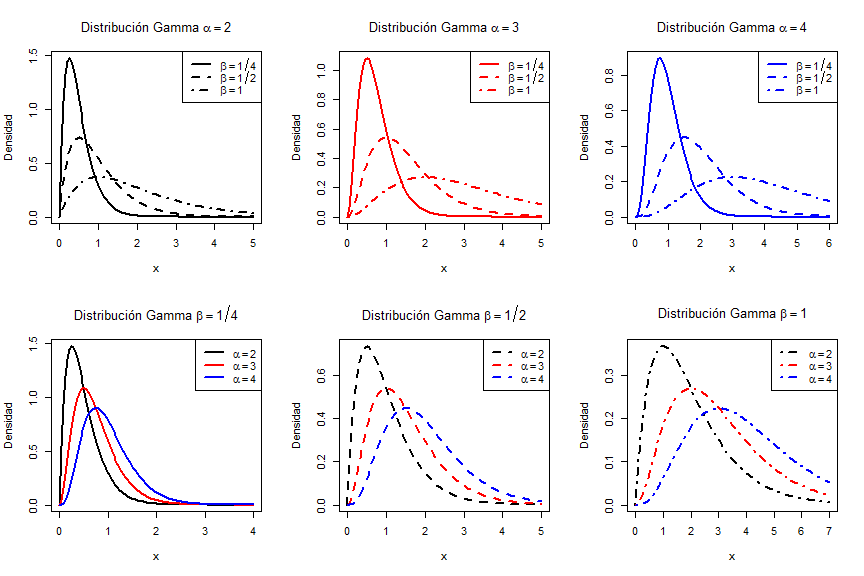 Distribución Gamma α = 2
Densidad
0.0 0.5 1.0 1.5
β = 1/4
β = 1/2
β = 1
0 1 2 3 4 5
x
Distribución Gamma α = 3
Densidad
0.0 0.2 0.4 0.6 0.8 1.0
β = 1/4
β = 1/2
β = 1
0 1 2 3 4 5
x
Distribución Gamma α = 4
Densidad
0.0 0.2 0.4 0.6 0.8
β = 1/4
β = 1/2
β = 1
0 1 2 3 4 5 6
x
Distribución Gamma β = 1/4
Densidad
0.0 0.5 1.0 1.5
α = 2
α = 3
α = 4
0 1 2 3 4
x
Distribución Gamma β = 1/2
Densidad
0.0 0.2 0.4 0.6
α = 2
α = 3
α = 4
0 1 2 3 4 5
x
Distribución Gamma β = 1
Densidad
0.0 0.1 0.2 0.3
α = 2
α = 3
α = 4
0 1 2 3 4 5 6 7
x